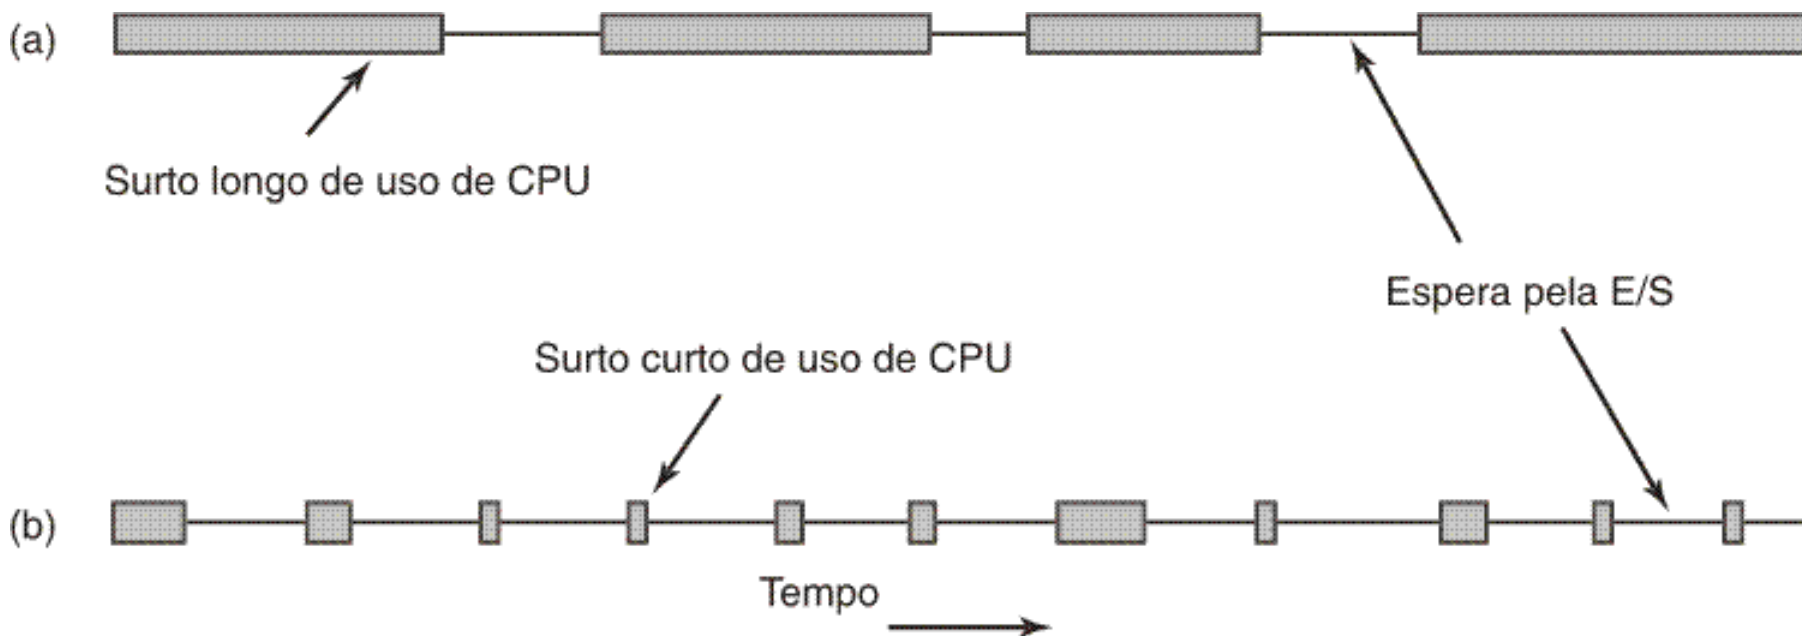 (a)
Surto longo de uso de CPU
Espera pela E/S
Surto curto de uso de CPU
(b)
Tempo